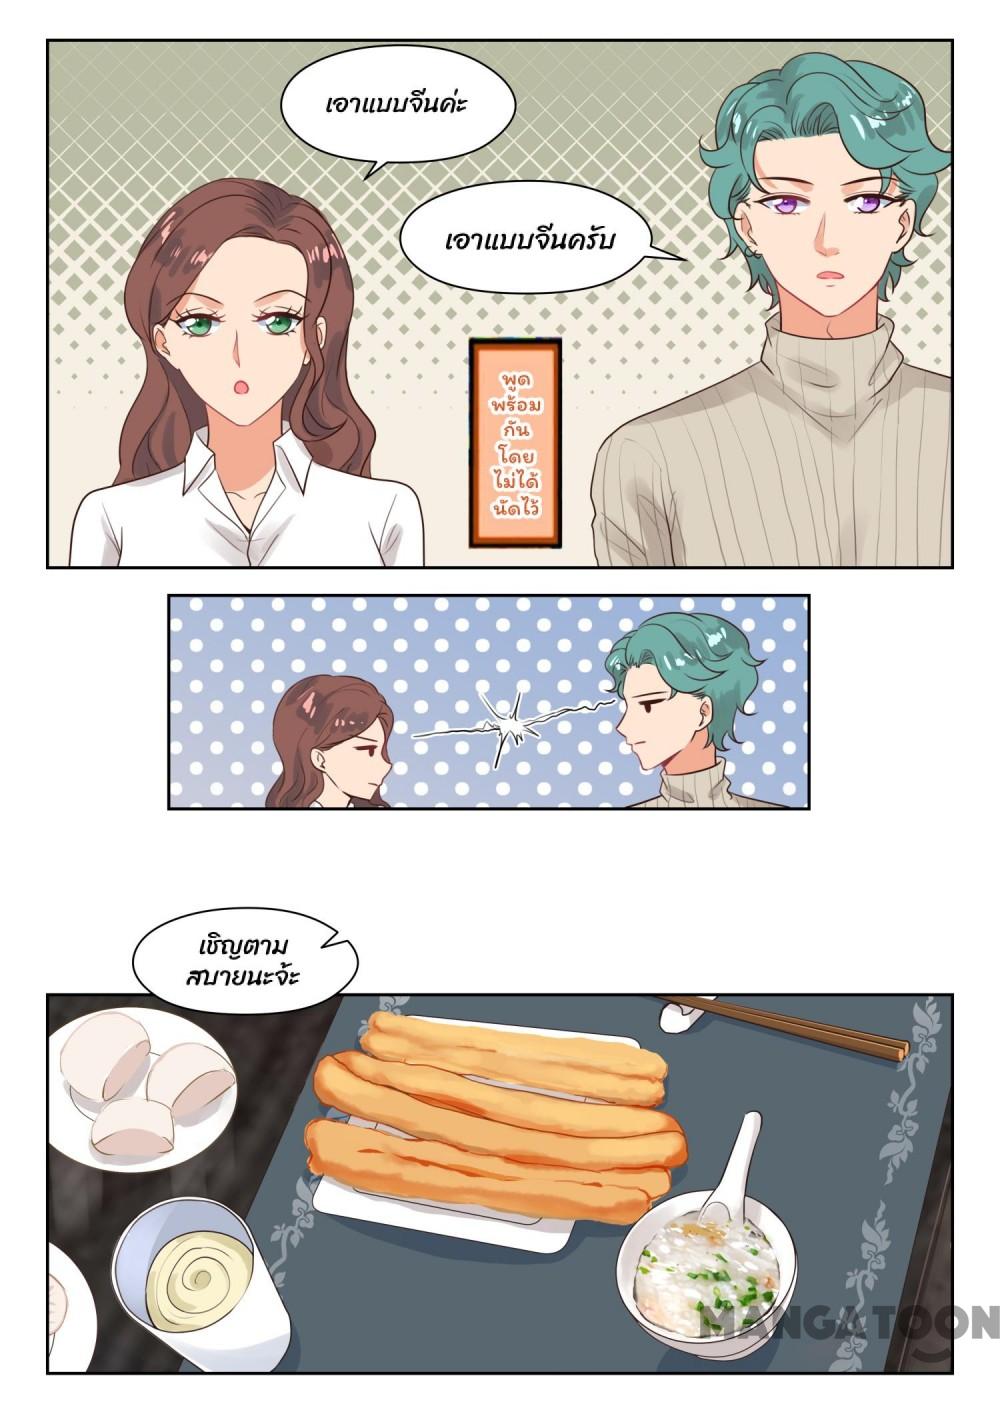 เอาแบบจีนค่ะ
เอาแบบจีนครับ
พูด
พร้อม
กัน
โดย
ไม่ได้
นัดไว้
เชิญตาม
สบายนะจ้ะ
MANGATOON